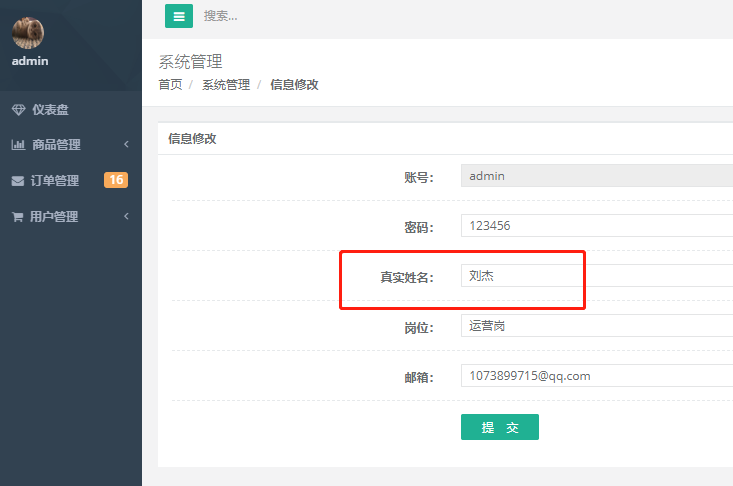 搜索...
admin
仪表盘
商品管理
订单管理 16
用户管理
系统管理
首页 / 系统管理 / 信息修改
信息修改
账号： admin
密码： 123456
真实姓名： 刘杰
岗位： 运营岗
邮箱： 1073899715@qq.com
提 交